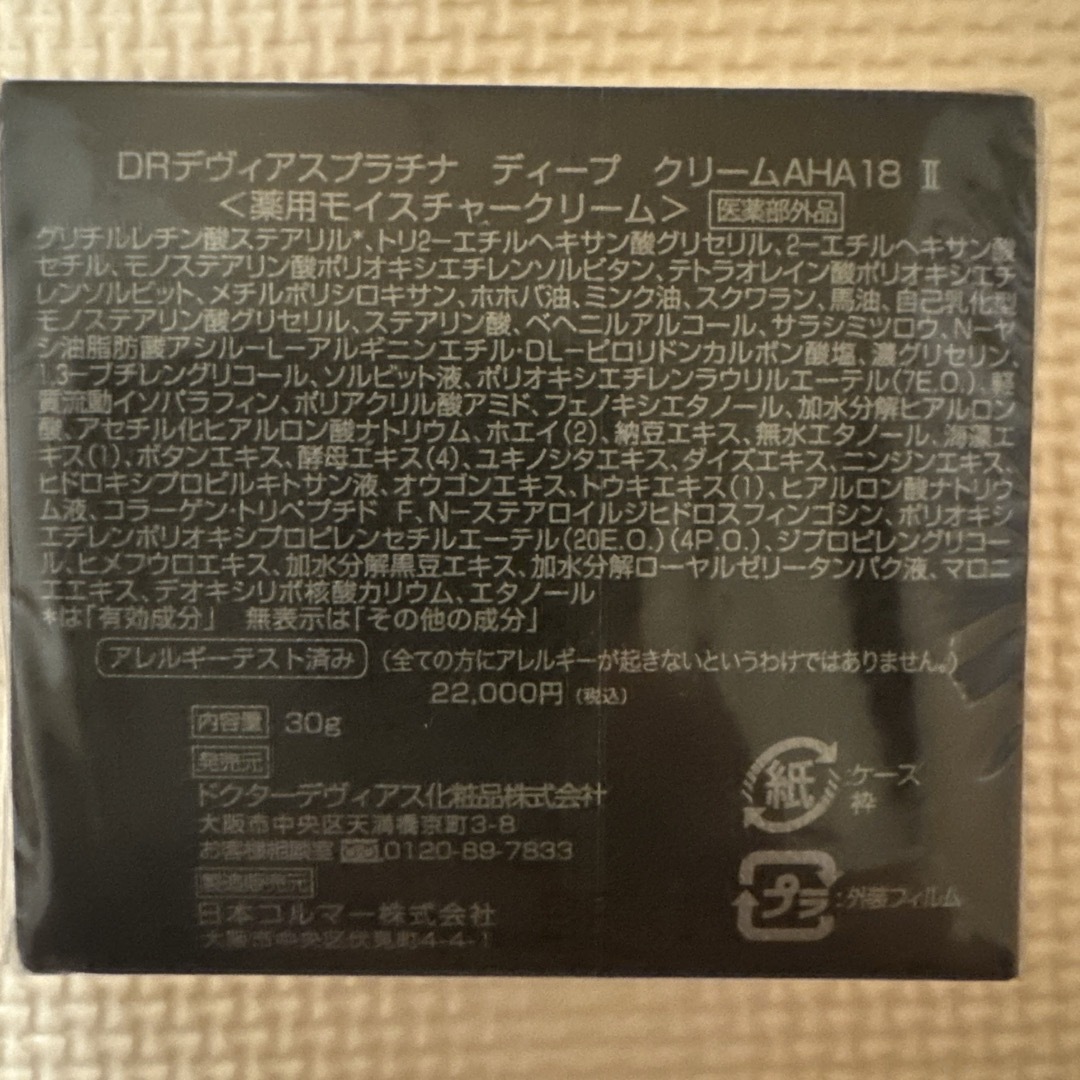 DRデヴィアスプラチナ ディープ クリームAHA18 Ⅱ
＜薬用モイスチャークリーム＞ 医薬部外品
グリチルレチン酸ステアリル*、トリ2－エチルヘキサン酸グリセリル、2－エチルヘキサン酸
セチル、モノステアリン酸ポリオキシエチレンソルビタン、テトラオレイン酸ポリオキシエチ
レンソルビット、メチルポリシロキサン、ホホバ油、ミンク油、スクワラン、馬油、自己乳化型
モノステアリン酸グリセリル、ステアリン酸、ベヘニルアルコール、サラシミツロウ、N－ヤ
シ油脂肪酸アシル－L－アルギニンエチル・DL－ピロリドンカルボン酸塩、濃グリセリン、
1,3－ブチレングリコール、ソルビット液、ポリオキシエチレンラウリルエーテル(7E.O.)、軽
質流動イソパラフィン、ポリアクリル酸アミド、フェノキシエタノール、加水分解ヒアルロン
酸、アセチル化ヒアルロン酸ナトリウム、ホエイ(2)、納豆エキス、無水エタノール、海藻エ
キス(1)、ボタンエキス、酵母エキス(4)、ユキノシタエキス、ダイズエキス、ニンジンエキス、
ヒドロキシプロピルキトサン液、オウゴンエキス、トウキエキス(1)、ヒアルロン酸ナトリウ
ム液、コラーゲン・トリペプチド F、N－ステアロイルジヒドロスフィンゴシン、ポリオキシ
エチレンポリオキシプロピレンセチルエーテル(20E.O.)(4P.O.)、ジプロピレングリコー
ル、ヒメフウロエキス、加水分解黒豆エキス、加水分解ローヤルゼリータンパク液、マロニ
エエキス、デオキシリボ核酸カリウム、エタノール
*は「有効成分」 無表示は「その他の成分」
アレルギーテスト済み (全ての方にアレルギーが起きないというわけではありません。)
22,000円（税込）
内容量 30g
発売元
ドクターデヴィアス化粧品株式会社
大阪市中央区天満橋京町3-8
お客様相談室 0120-89-7833
製造販売元
日本コルマー株式会社
大阪市中央区伏見町4-4-1
紙 :ケース
枠
プラ :外装フィルム